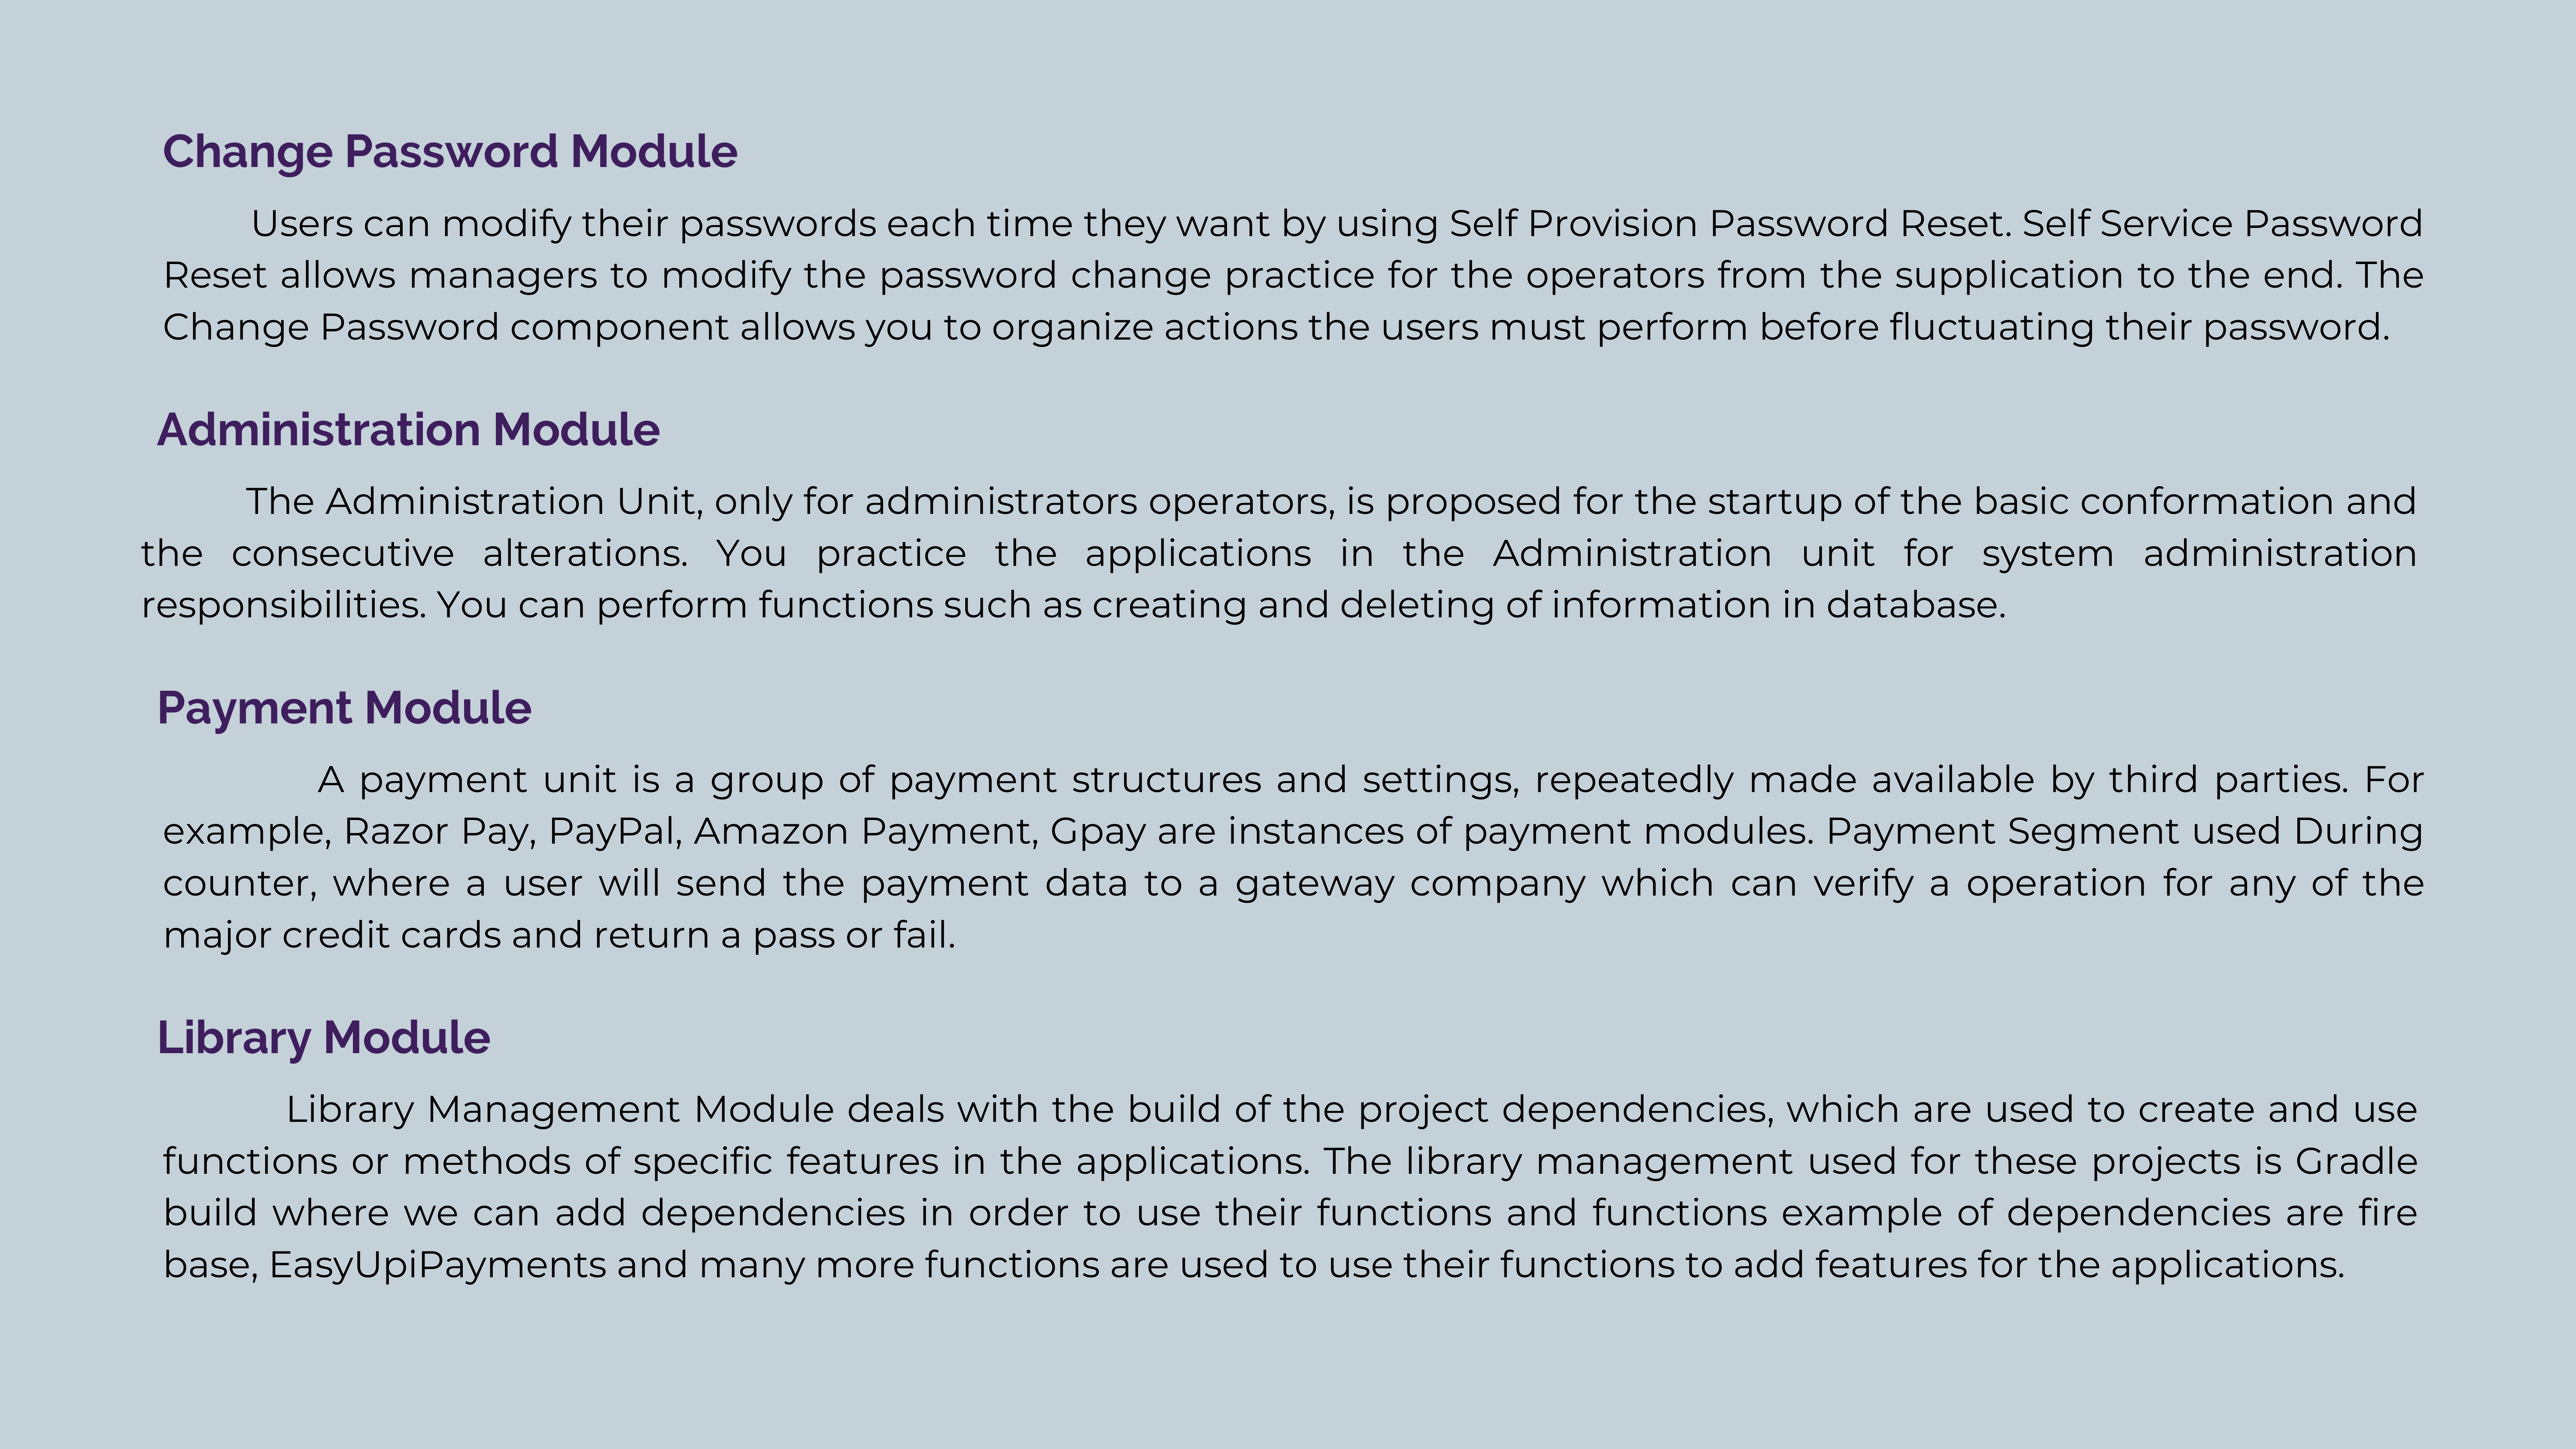 Change Password Module
Users can modify their passwords each time they want by using Self Provision Password Reset. Self Service Password
Reset allows managers to modify the password change practice for the operators from the supplication to the end. The
Change Password component allows you to organize actions the users must perform before fluctuating their password.
Administration Module
The Administration Unit, only for administrators operators, is proposed for the startup of the basic conformation and
the consecutive alterations. You practice the applications in the Administration unit for system administration
responsibilities. You can perform functions such as creating and deleting of information in database.
Payment Module
A payment unit is a group of payment structures and settings, repeatedly made available by third parties. For
example, Razor Pay, PayPal, Amazon Payment, Gpay are instances of payment modules. Payment Segment used During
counter, where a user will send the payment data to a gateway company which can verify a operation for any of the
major credit cards and return a pass or fail.
Library Module
Library Management Module deals with the build of the project dependencies, which are used to create and use
functions or methods of specific features in the applications. The library management used for these projects is Gradle
build where we can add dependencies in order to use their functions and functions example of dependencies are fire
base, EasyUpiPayments and many more functions are used to use their functions to add features for the applications.